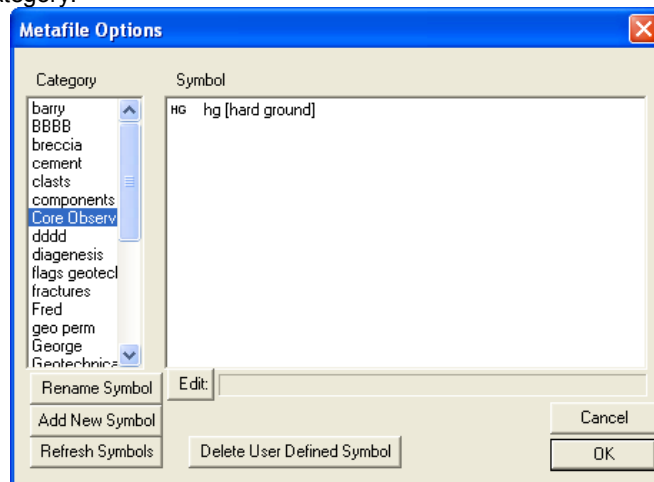 ategory.
Metafile Options
Category
Symbol
barry
BBBB
breccia
cement
clasts
components
Core Observ
dddd
diagenesis
flags geotecl
fractures
Fred
geo perm
George
Geotechnica
HG hg [hard ground]
Rename Symbol
Edit:
Add New Symbol
Cancel
Refresh Symbols
Delete User Defined Symbol
OK